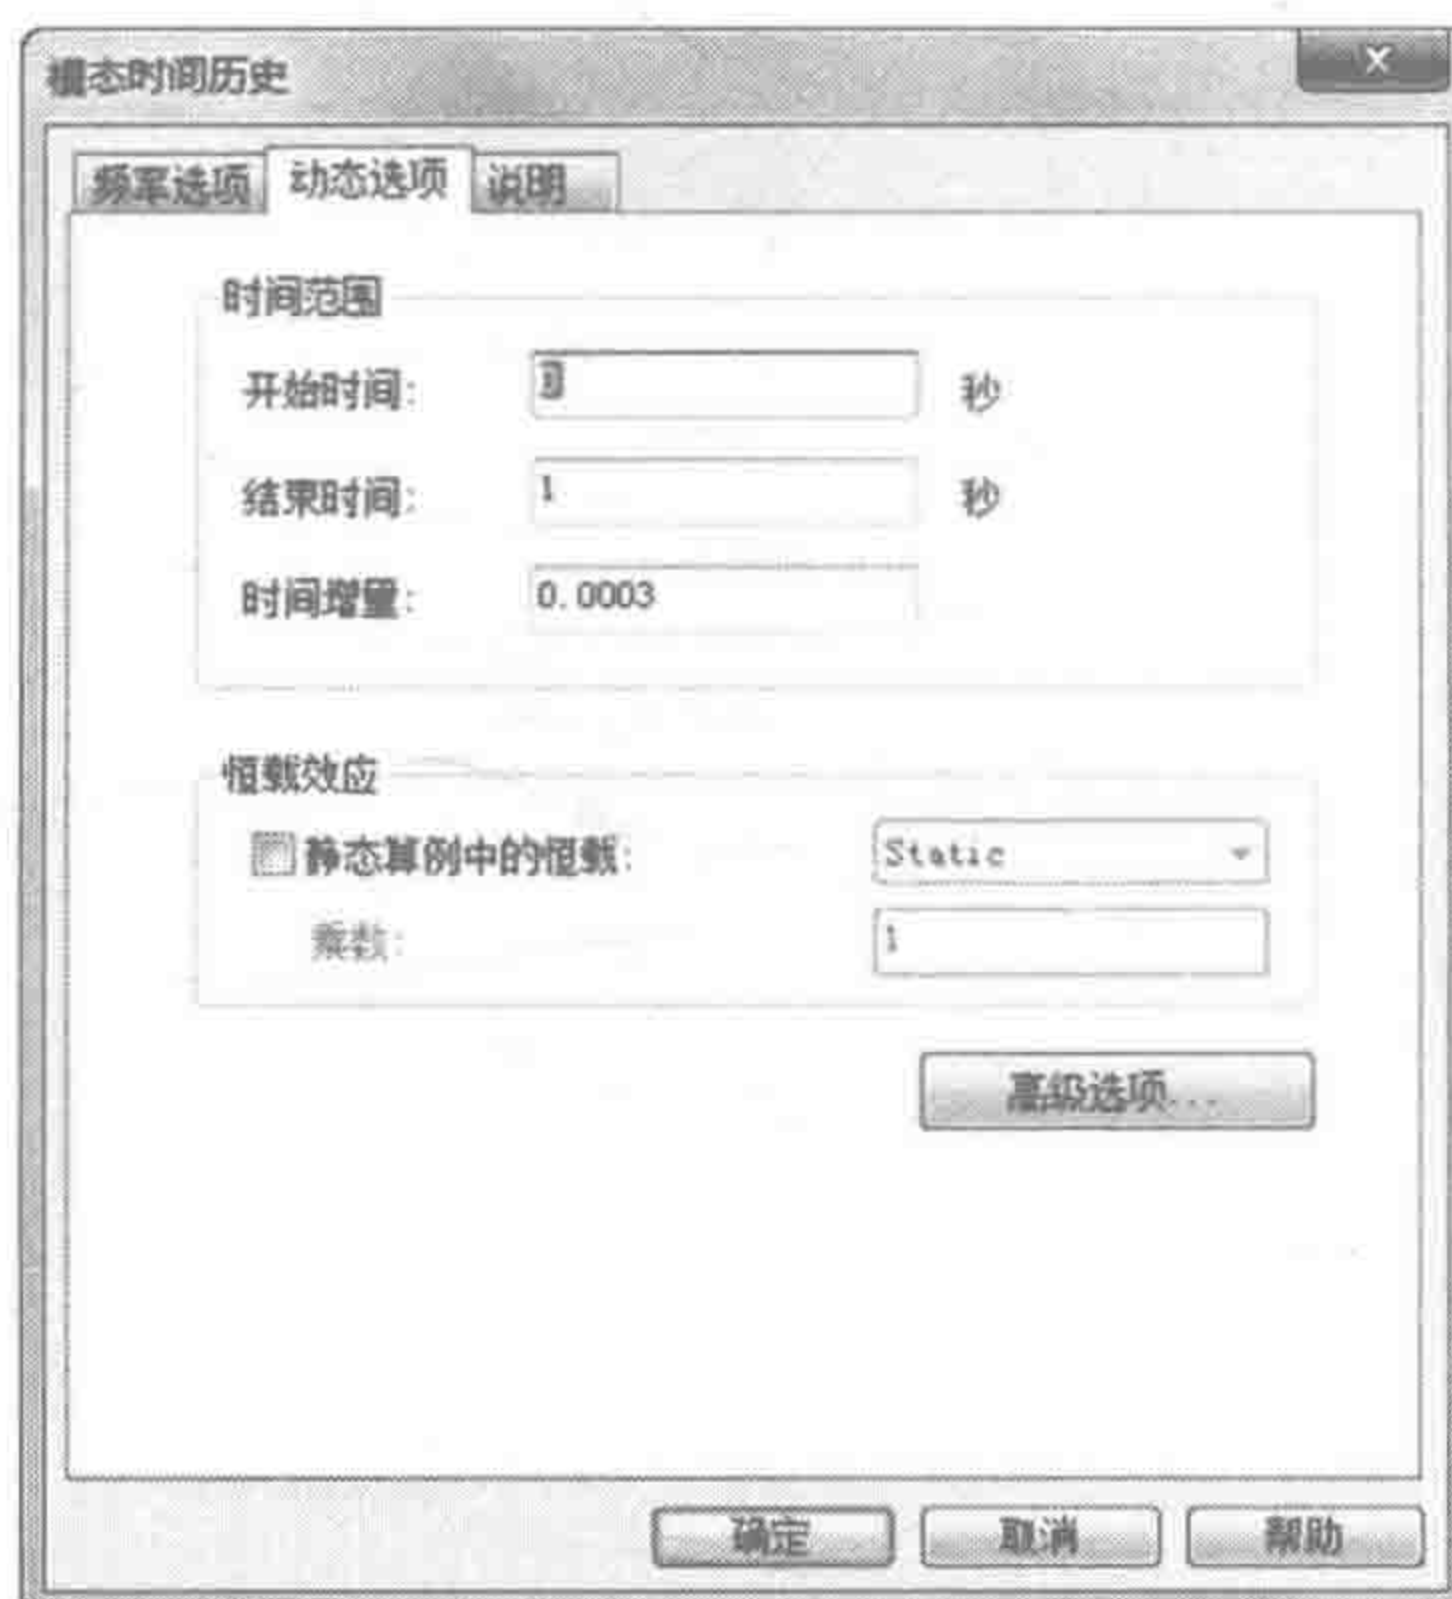 模态时间历史
频率选项 动态选项 说明
时间范围
开始时间: 秒
结束时间: 1 秒
时间增量: 0.0003
恒载效应
静态算例中的恒载: Static
乘数: 1
高级选项...
确定 取消 帮助